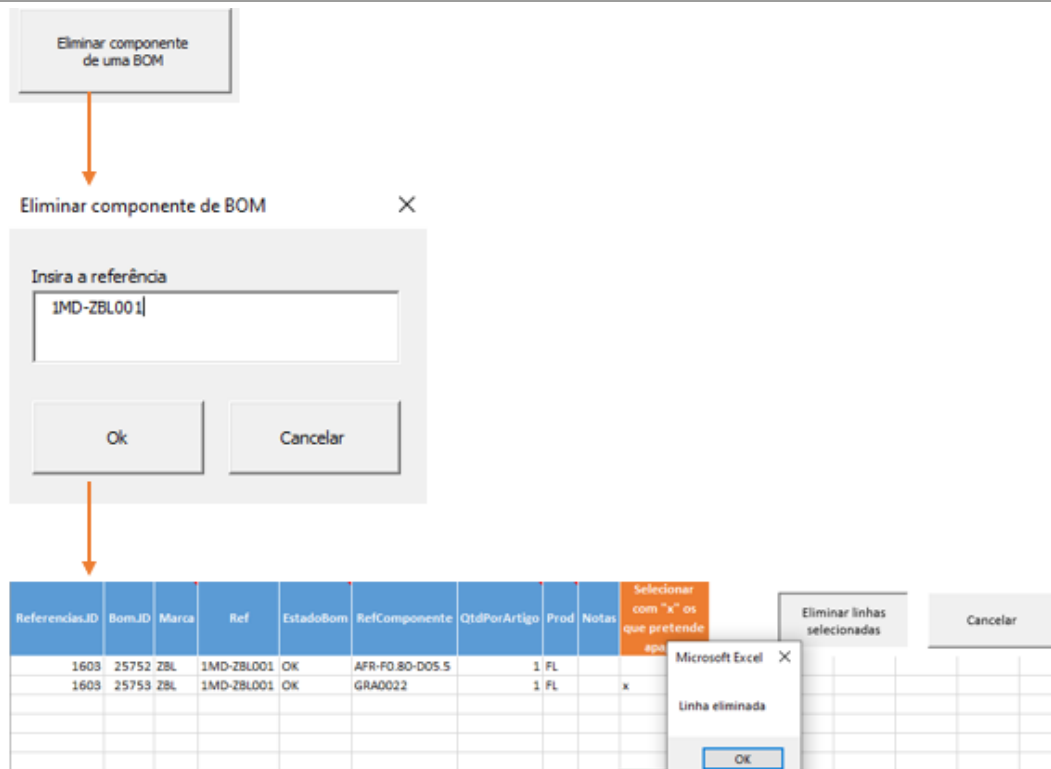 Eliminar componente
de uma BOM
Eliminar componente de BOM
Insira a referência
1MD-ZBL001
Ok Cancelar
Referencias.ID Bom.ID Marca Ref EstadoBom RefComponente QtdPorArtigo Prod Notas Selecionar
com "x" os
que pretende
Eliminar linhas
selecionadas
Cancelar
1603 25752 ZBL 1MD-ZBL001 OK AFR-F0.80-D05.5 1 FL
1603 25753 ZBL 1MD-ZBL001 OK GRA0022 1 FL x
Microsoft Excel
Linha eliminada
OK